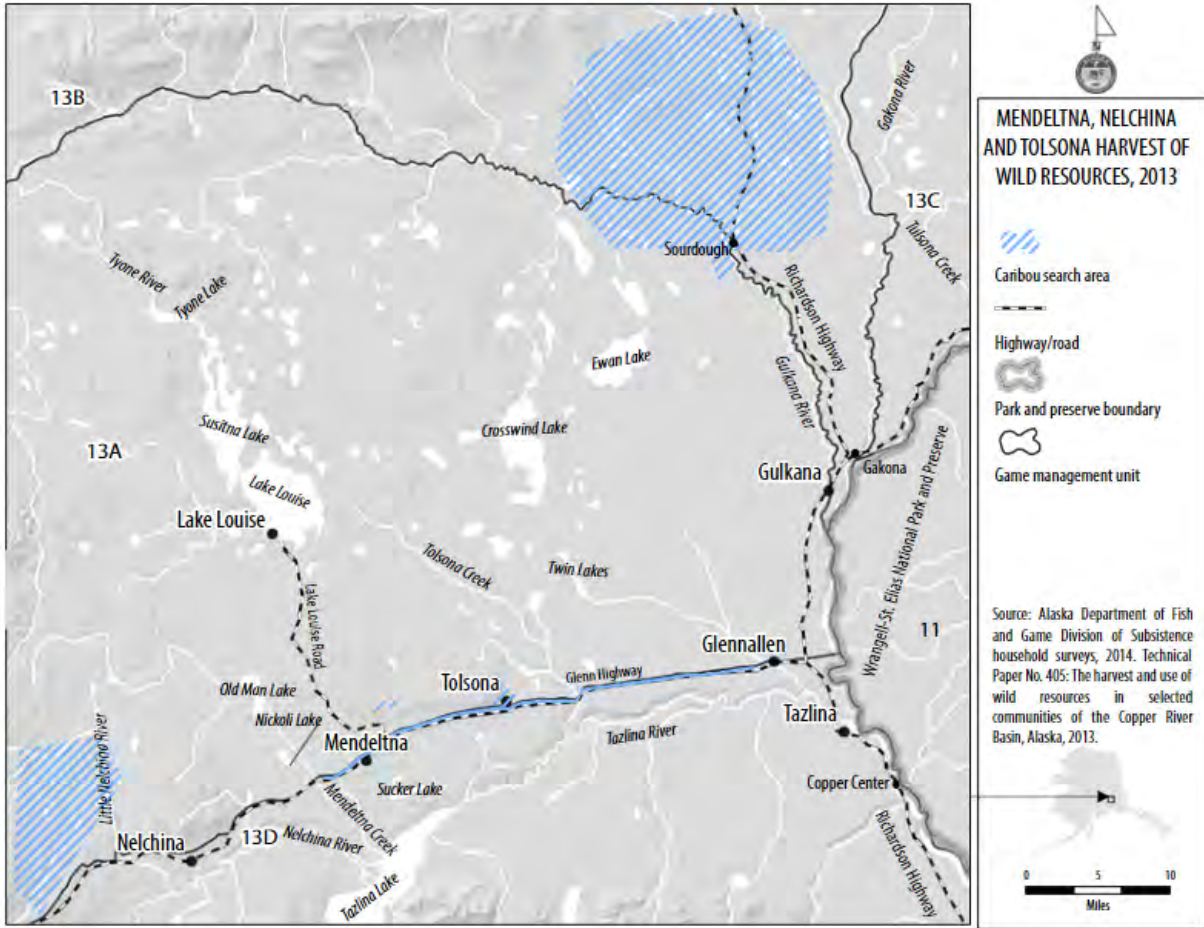 13B
Gakona River
13C
Tulsona Creek
Sourdough
Richardson Highway
Tyone River
Tyone Lake
Ewan Lake
Gulkana River
Susitna Lake
Crosswind Lake
13A
Lake Louise
Gakona
Gulkana
Lake Louise
Wrangell-St. Elias National Park and Preserve
Tolsona Creek
Twin Lakes
Lake Louise Road
11
Glennallen
Glenn Highway
Old Man Lake
Tolsona
Nickoli Lake
Tazlina
Tazlina River
Mendeltna
Little Nelchina River
Sucker Lake
Copper Center
Mendeltna Creek
Nelchina
13D
Nelchina River
Tazlina Lake
Richardson Highway
N
MENDELTNA, NELCHINA
AND TOLSONA HARVEST OF
WILD RESOURCES, 2013
Caribou search area
Highway/road
Park and preserve boundary
Game management unit
Source: Alaska Department of Fish
and Game Division of Subsistence
household surveys, 2014. Technical
Paper No. 405: The harvest and use of
wild resources in selected
communities of the Copper River
Basin, Alaska, 2013.
0 5 10
Miles